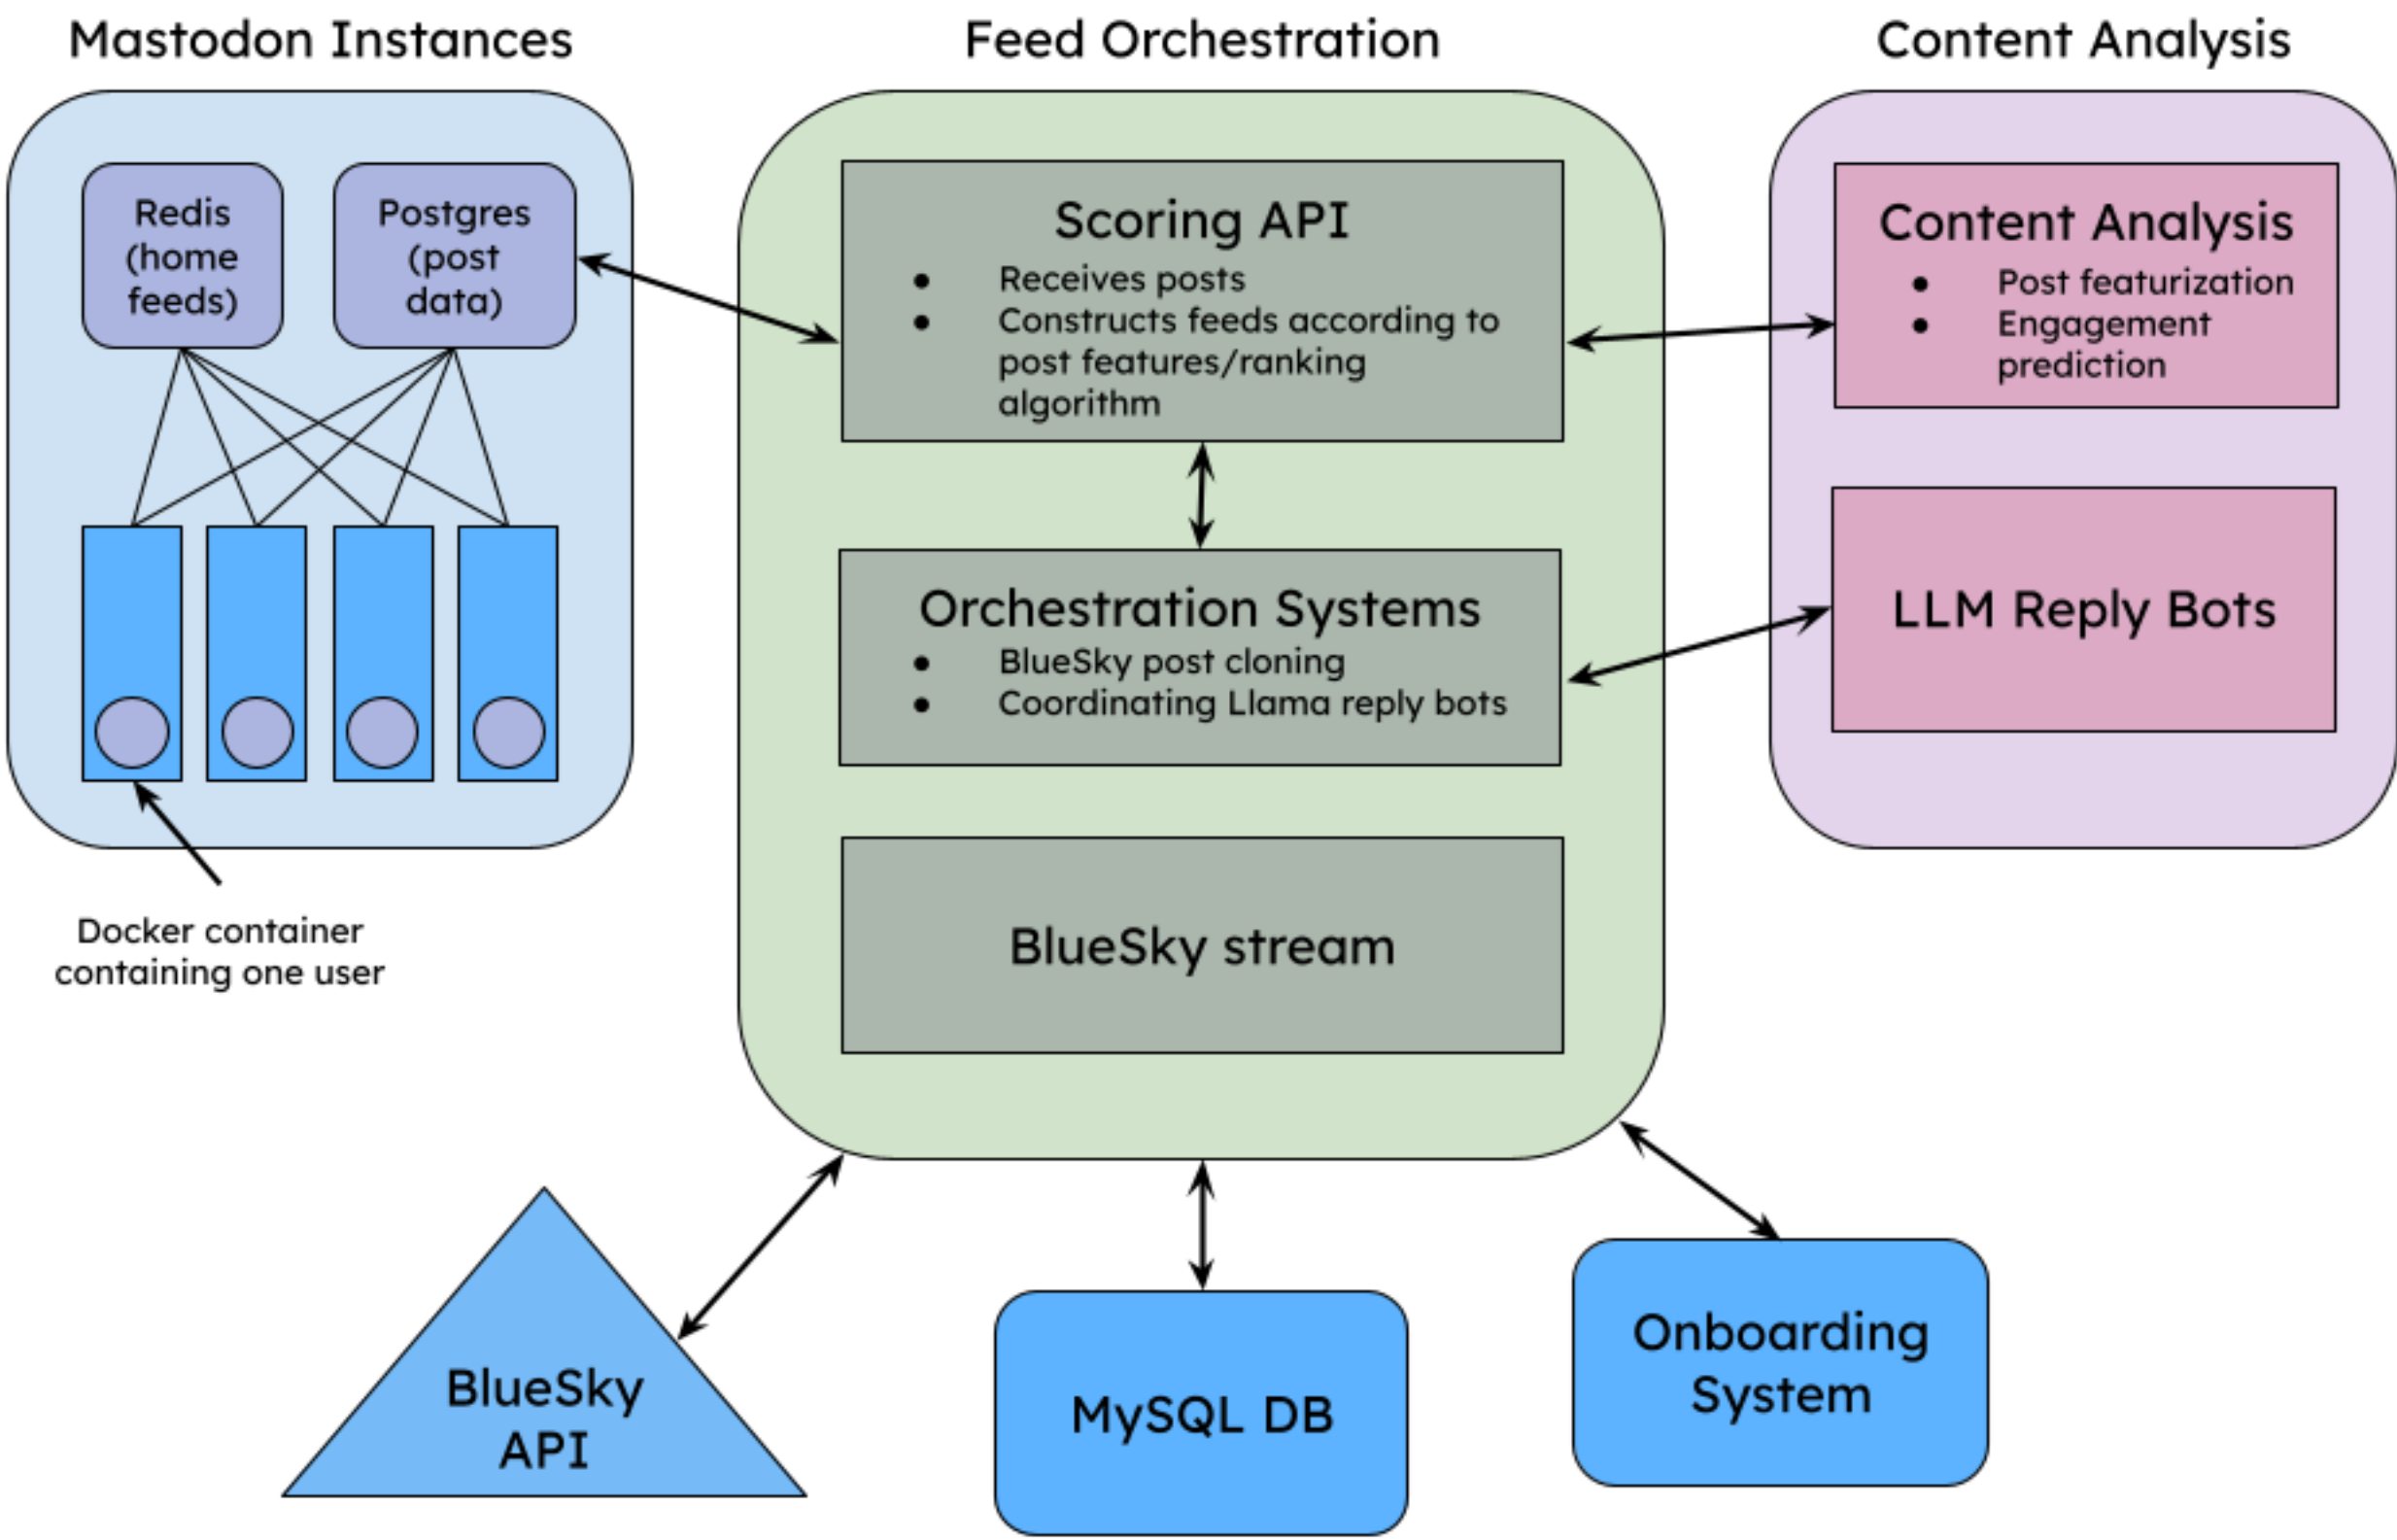 Mastodon Instances
Feed Orchestration
Content Analysis
Redis
(home
feeds)
Postgres
(post
data)
Docker container
containing one user
Scoring API
● Receives posts
● Constructs feeds according to
post features/ranking
algorithm
Orchestration Systems
● BlueSky post cloning
● Coordinating Llama reply bots
BlueSky stream
Content Analysis
● Post featurization
● Engagement
prediction
LLM Reply Bots
BlueSky
API
MySQL DB
Onboarding
System